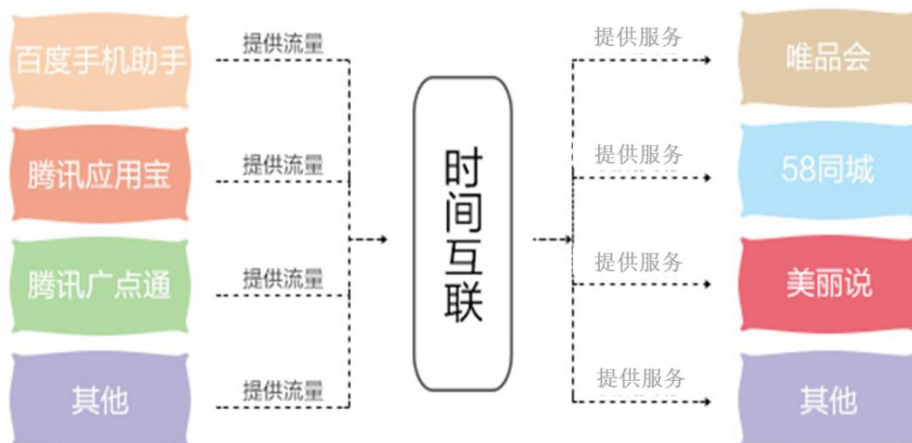 百度手机助手
提供流量
提供服务
唯品会
腾讯应用宝
提供流量
时间互联
提供服务
58同城
腾讯广点通
提供流量
提供服务
美丽说
其他
提供流量
提供服务
其他